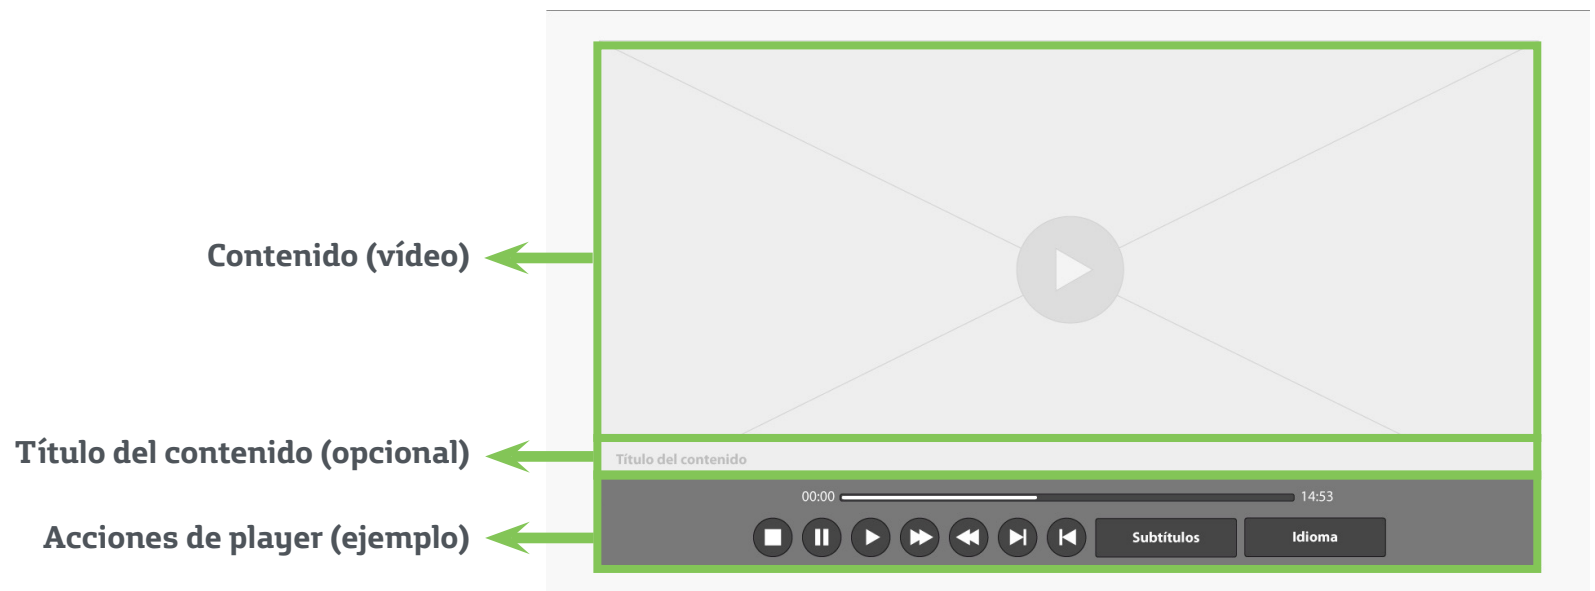 Contenido (vídeo)
Título del contenido (opcional)
Título del contenido
Acciones de player (ejemplo)
00:00
14:53
Subtítulos
Idioma